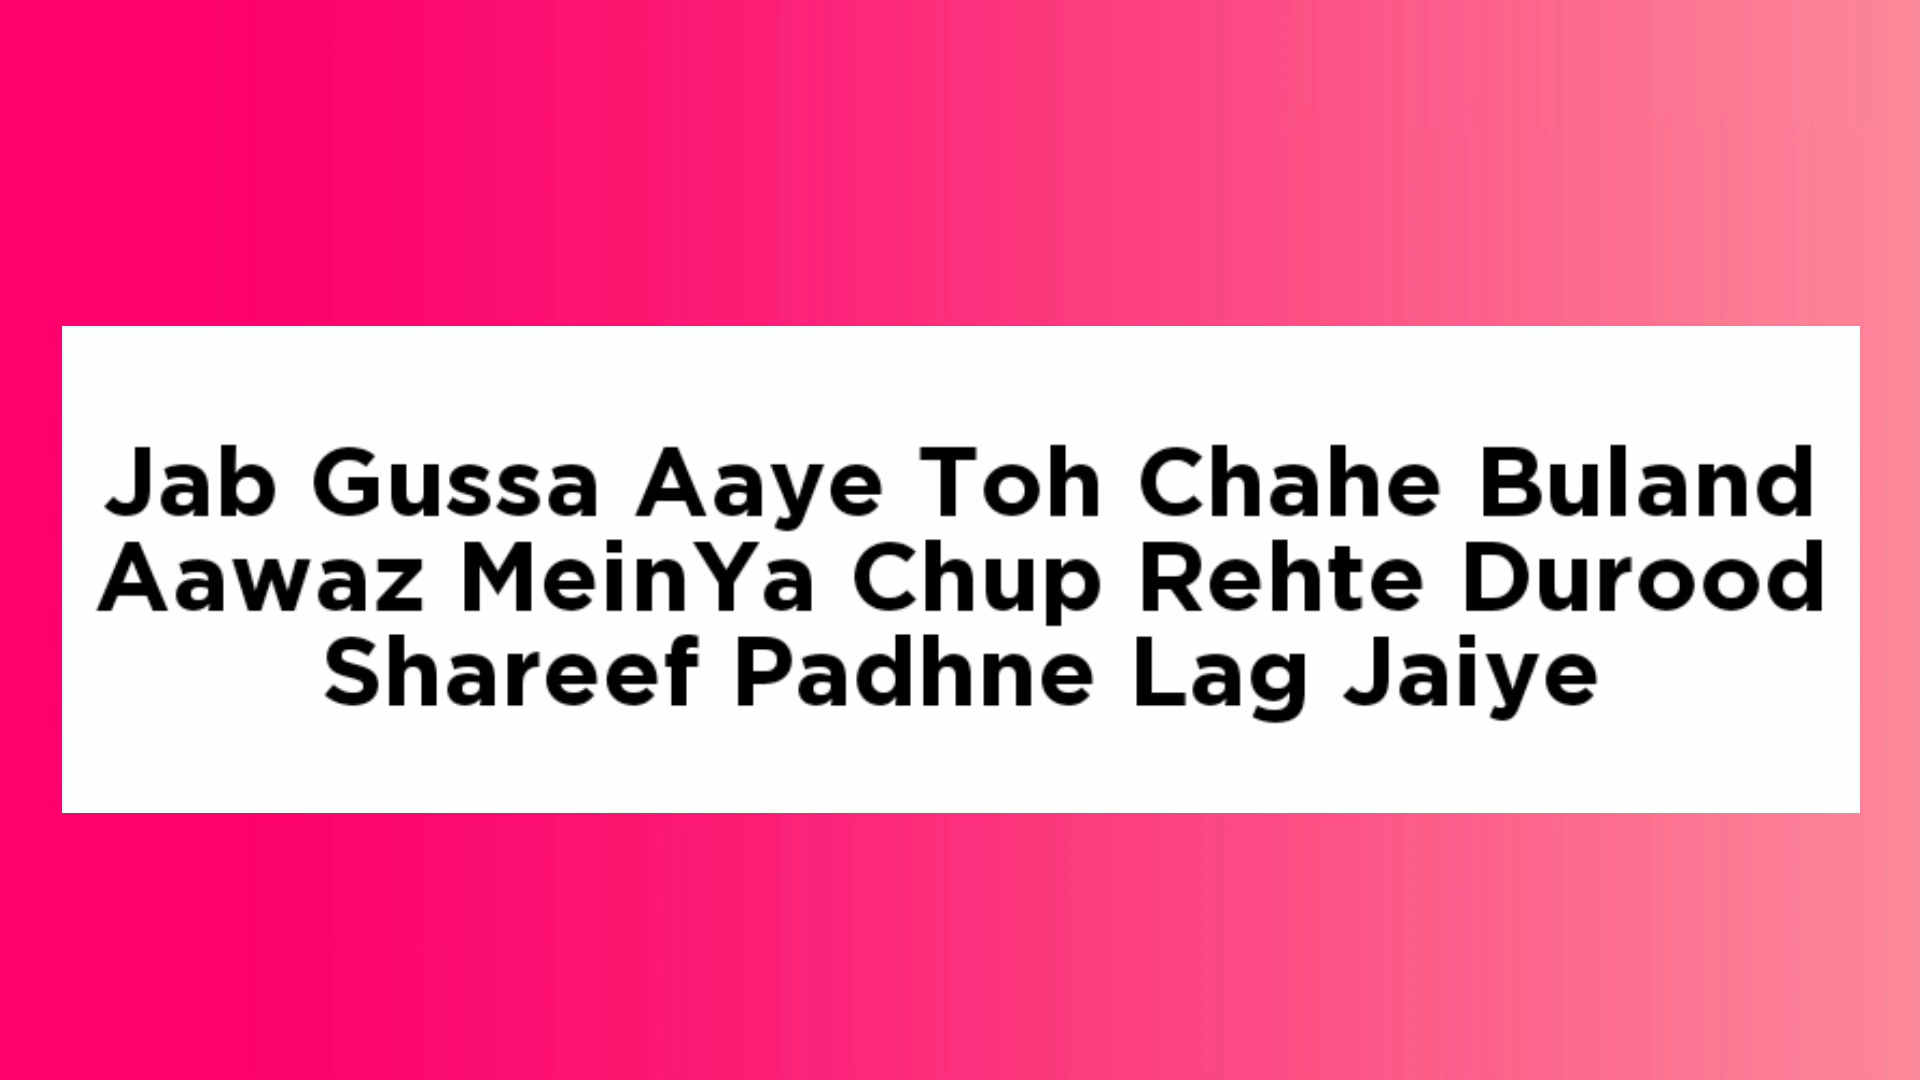 Jab Gussa Aaye Toh Chahe Buland
Aawaz MeinYa Chup Rehte Durood
Shareef Padhne Lag Jaiye